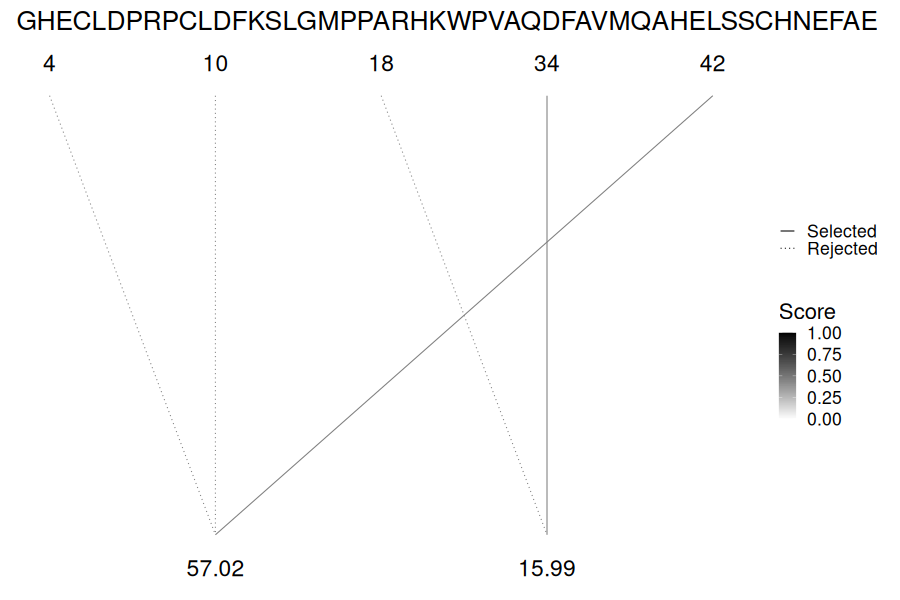 GHECLDPRPCLDFKSLGMPPARHKWPVAQDFAVMQAHELSSCHNEFAE
4 10 18 34 42
Selected
Rejected
Score
1.00
0.75
0.50
0.25
0.00
57.02 15.99